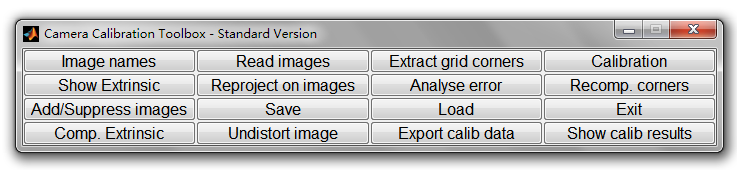 Camera Calibration Toolbox - Standard Version
Image names Read images Extract grid corners Calibration
Show Extrinsic Reproject on images Analyse error Recomp. corners
Add/Suppress images Save Load Exit
Comp. Extrinsic Undistort image Export calib data Show calib results